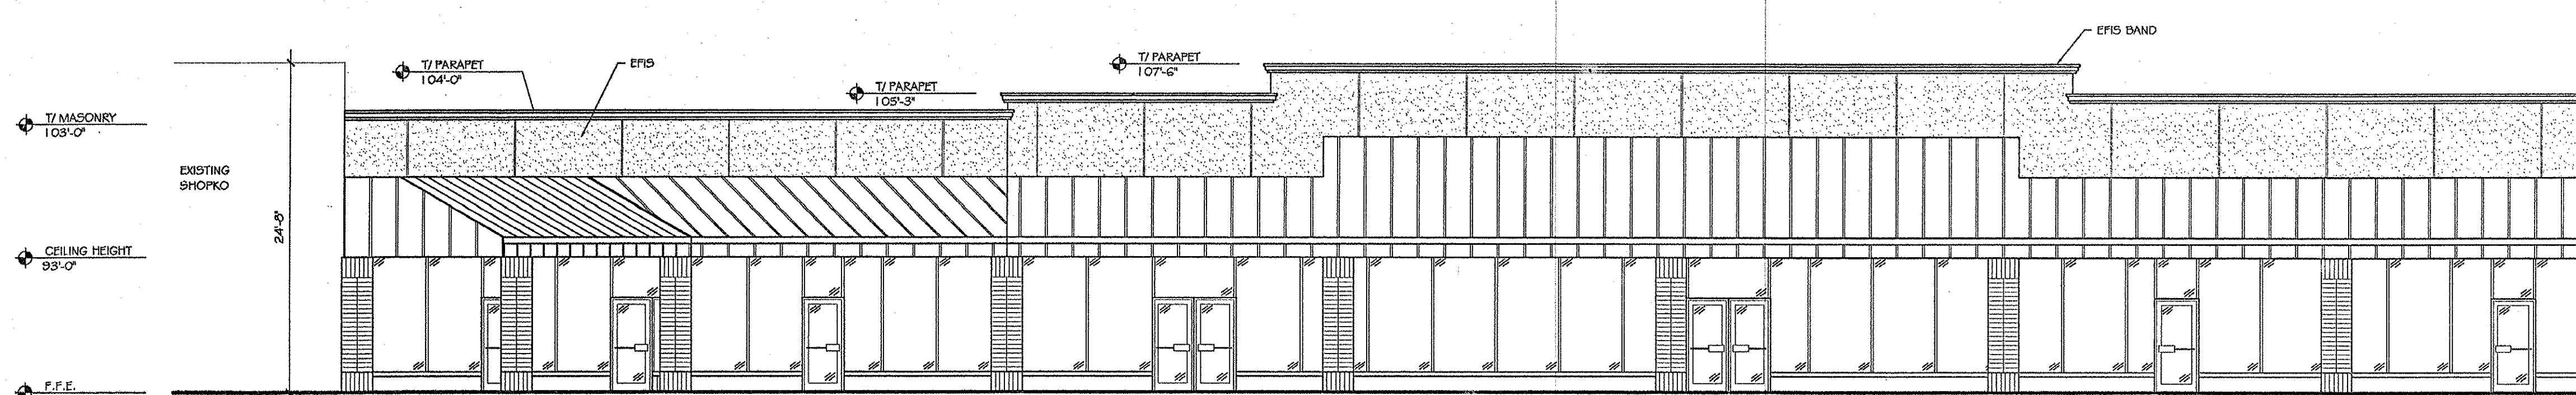 EFIS BAND
T/ PARAPET
107'-6"
T/ PARAPET
104'-0"
EFIS
T/ PARAPET
105'-3"
T/ MASONRY
103'-0"
EXISTING
SHOPKO
24'-8"
CEILING HEIGHT
93'-0"
F.F.E.